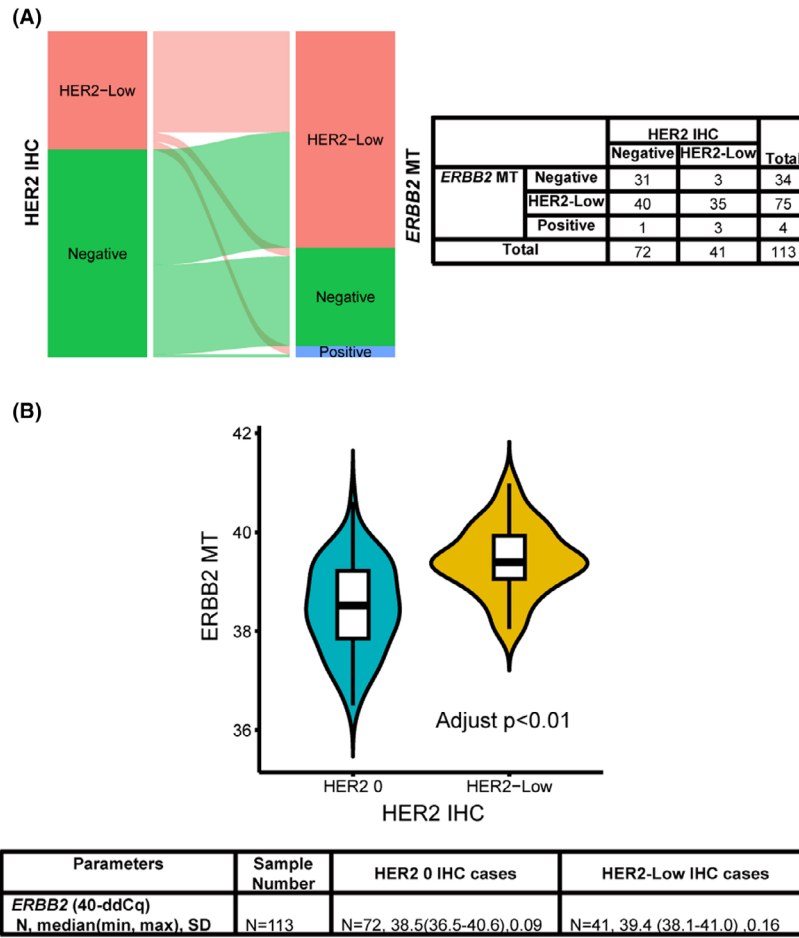 (A)
HER2 IHC
HER2−Low
Negative
HER2−Low
Negative
Positive
ERBB2 MT
HER2 IHC
Negative HER2-Low Total
ERBB2 MT Negative 31 3 34
HER2-Low 40 35 75
Positive 1 3 4
Total 72 41 113
(B)
ERBB2 MT
42
40
38
36
Adjust p<0.01
HER2 0 HER2−Low
HER2 IHC
Parameters Sample Number HER2 0 IHC cases HER2-Low IHC cases
ERBB2 (40-ddCq)
N, median(min, max), SD N=113 N=72, 38.5(36.5-40.6),0.09 N=41, 39.4 (38.1-41.0) ,0.16